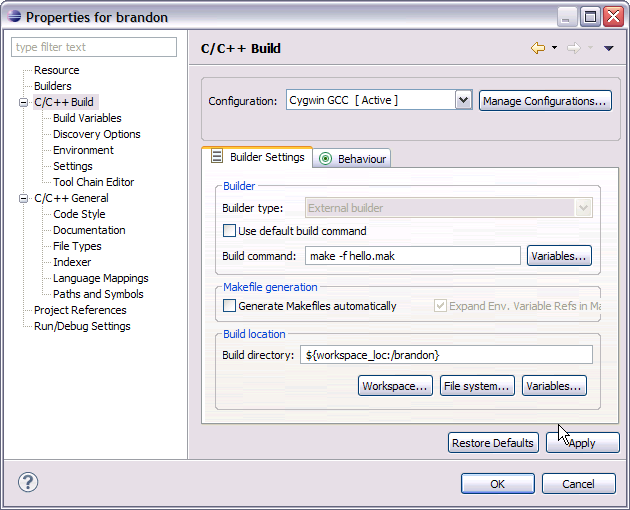 Properties for brandon
type filter text
Resource
Builders
C/C++ Build
Build Variables
Discovery Options
Environment
Settings
Tool Chain Editor
C/C++ General
Code Style
Documentation
File Types
Indexer
Language Mappings
Paths and Symbols
Project References
Run/Debug Settings
C/C++ Build
Configuration: Cygwin GCC [ Active ] Manage Configurations...
Builder Settings Behaviour
Builder
Builder type: External builder
Use default build command
Build command: make -f hello.mak Variables...
Makefile generation
Generate Makefiles automatically Expand Env. Variable Refs in Ma
Build location
Build directory: ${workspace_loc:/brandon}
Workspace... File system... Variables...
Restore Defaults Apply
? OK Cancel